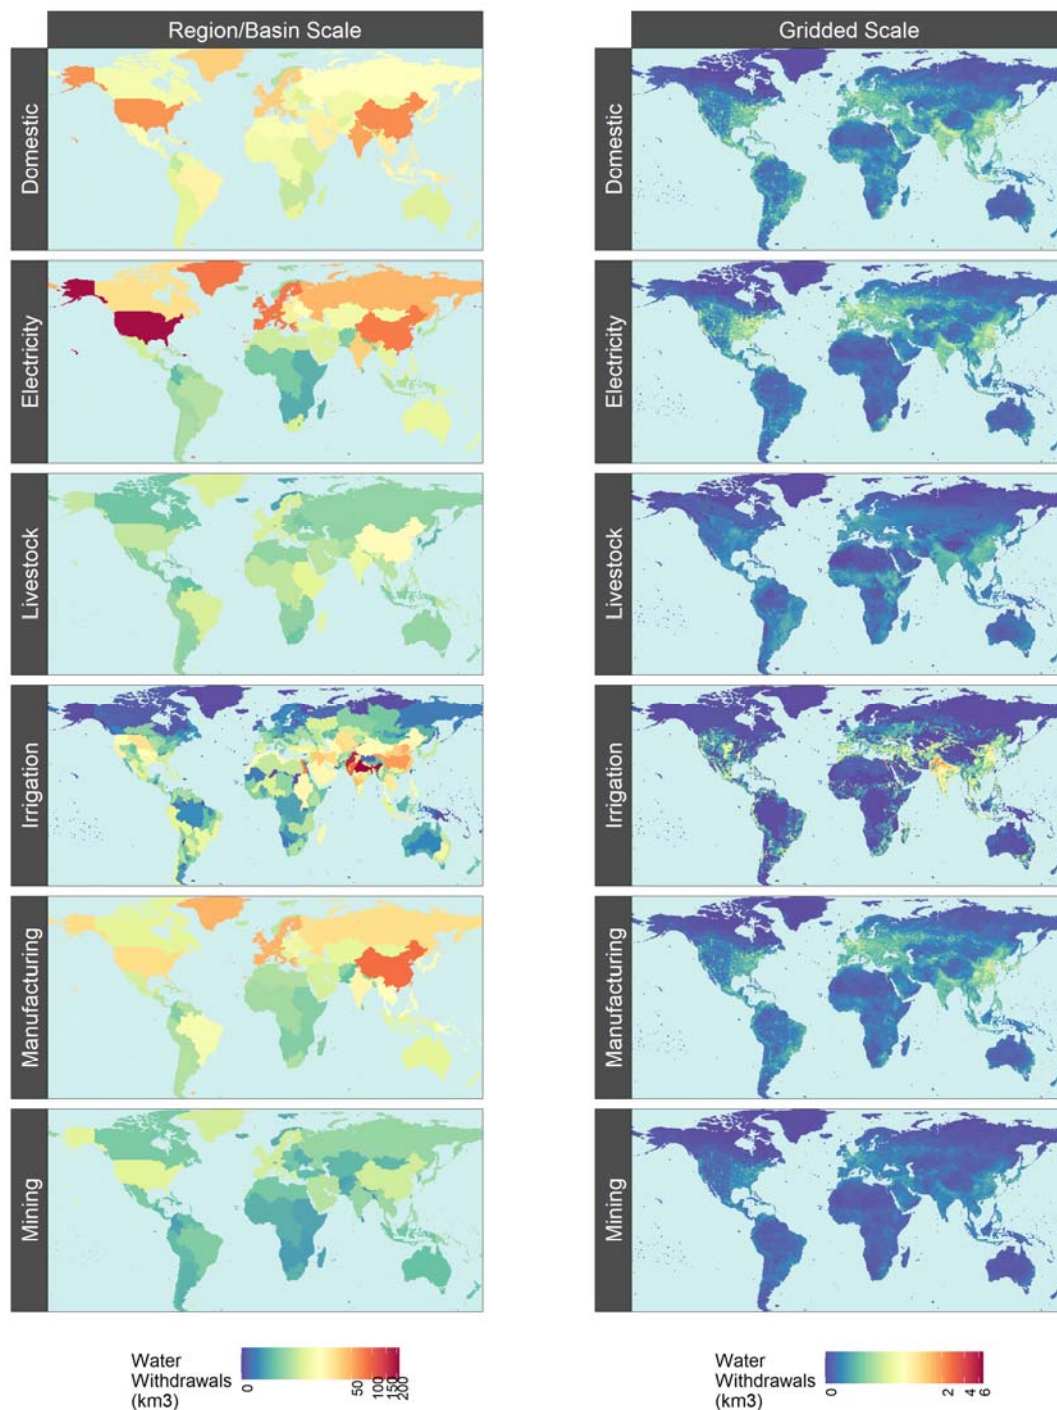 Region/Basin Scale
Gridded Scale
Domestic
Domestic
Electricity
Electricity
Livestock
Livestock
Irrigation
Irrigation
Manufacturing
Manufacturing
Mining
Mining
Water
Withdrawals
(km3)
0
50
100
150
200
Water
Withdrawals
(km3)
0
2
4
6